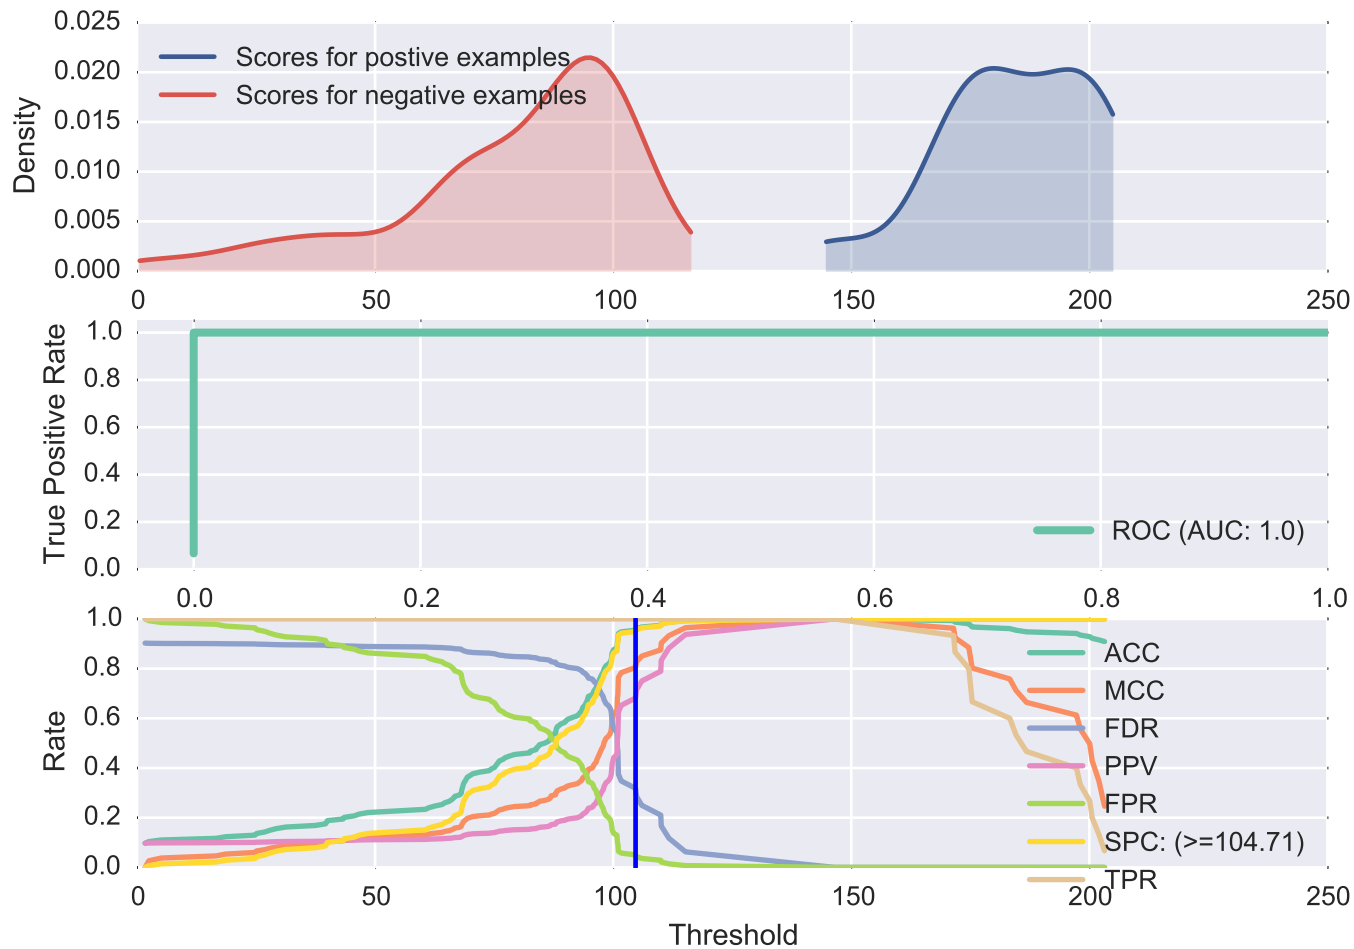 0.025
0.020
0.015
0.010
0.005
0.000
Density
Scores for postive examples
Scores for negative examples
0 50 100 150 200 250
1.0
0.8
0.6
0.4
0.2
0.0
True Positive Rate
ROC (AUC: 1.0)
0.0 0.2 0.4 0.6 0.8 1.0
1.0
0.8
0.6
0.4
0.2
0.0
Rate
ACC
MCC
FDR
PPV
FPR
SPC: (>=104.71)
TPR
0 50 100 150 200 250
Threshold